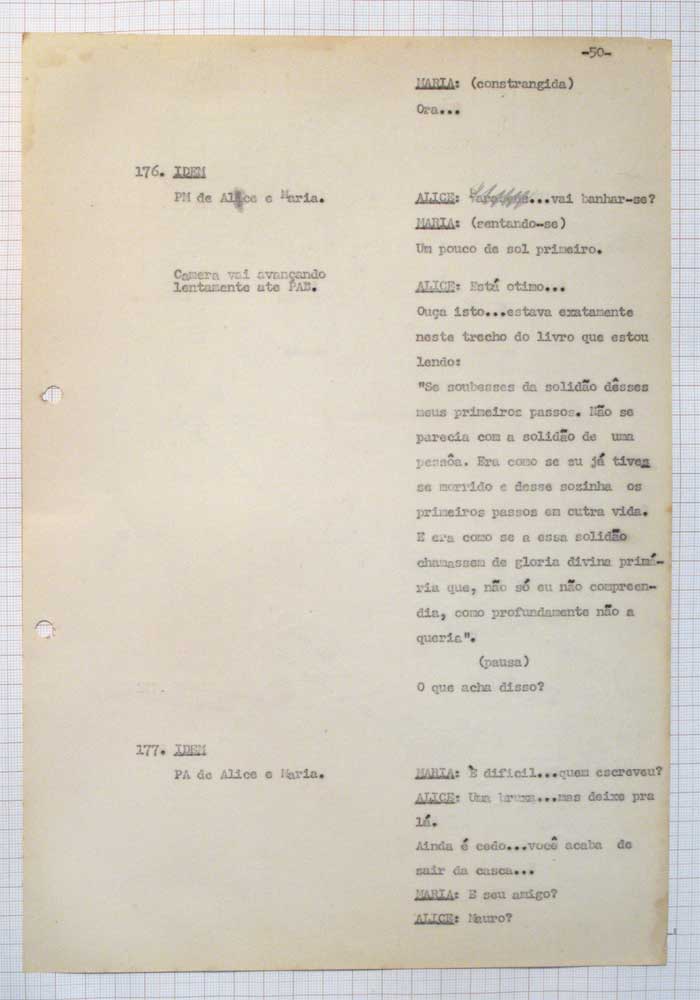 -50-
MARIA: (constrangida)
Ora...
176. IDEM
PM de Alice e Maria.
ALICE: ...vai banhar-se?
MARIA: (sentando-se)
Um pouco de sol primeiro.
Camera vai avançando
lentamente ate PAE.
ALICE: Está otimo...
Ouça isto...estava exatamente
neste trecho do livro que estou
lendo:
"Se soubesses da solidão dêsses
meus primeiros passos. Não se
parecia com a solidão de uma
pessôa. Era como se eu já tives
se morrido e desse sozinha os
primeiros passos em outra vida.
E era como se a essa solidão
chamassem de gloria divina primá-
ria que, não só eu não compreen-
dia, como profundamente não a
queria".
(pausa)
O que acha disso?
177. IDEM
PA de Alice e Maria.
MARIA: È dificil...quem escreveu?
ALICE: Uma bruxa...mas deixe pra
lá.
Ainda é cedo...você acaba de
sair da casca...
MARIA: E seu amigo?
ALICE: Mauro?